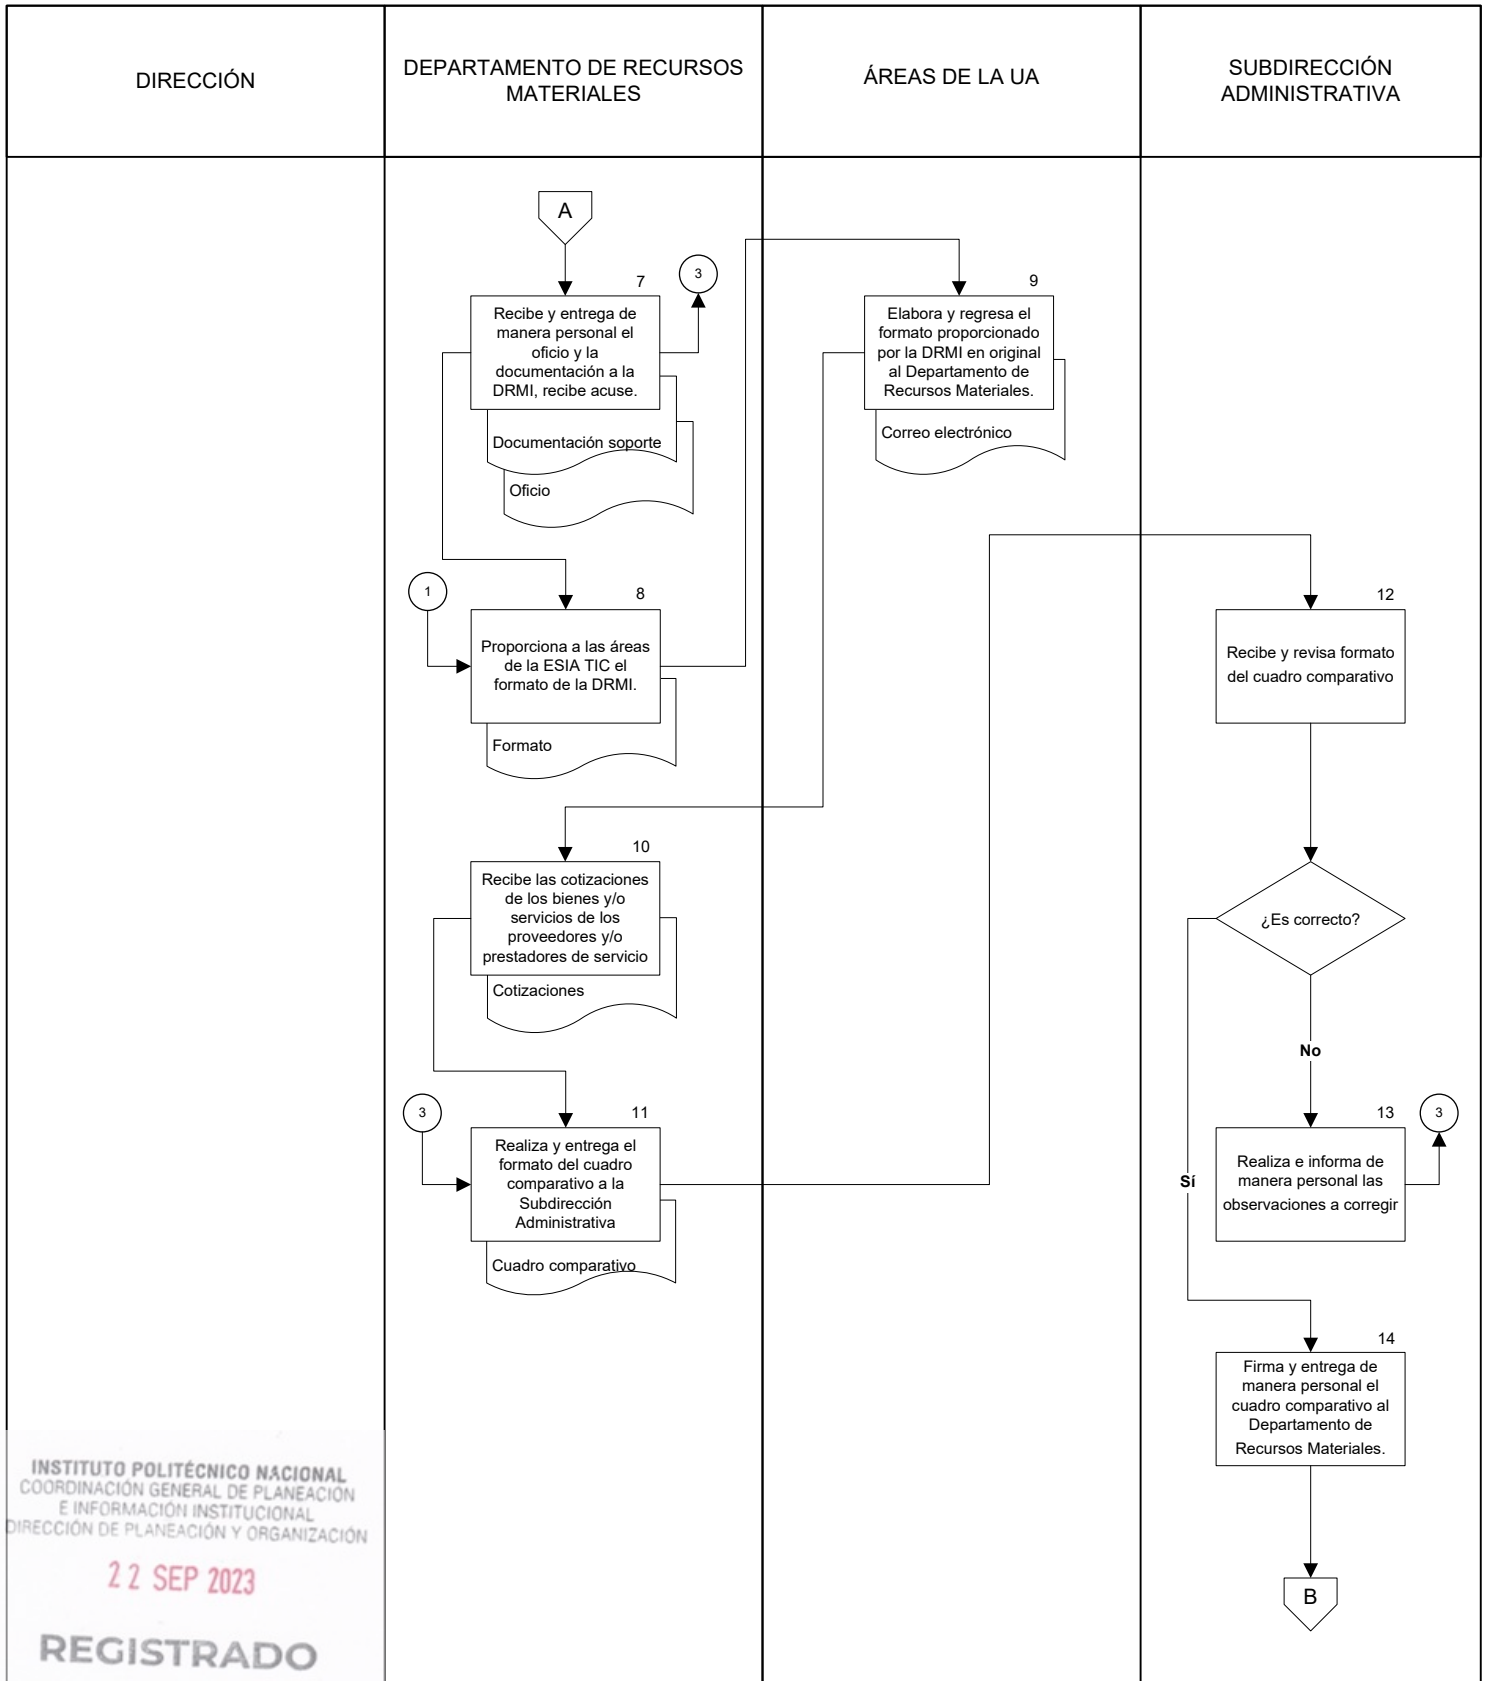 DIRECCIÓN
DEPARTAMENTO DE RECURSOS
MATERIALES
ÁREAS DE LA UA
SUBDIRECCIÓN
ADMINISTRATIVA
A
7
3
Recibe y entrega de
manera personal el
oficio y la
documentación a la
DRMI, recibe acuse.
Documentación soporte
Oficio
9
Elabora y regresa el
formato proporcionado
por la DRMI en original
al Departamento de
Recursos Materiales.
Correo electrónico
1
8
Proporciona a las áreas
de la ESIA TIC el
formato de la DRMI.
Formato
12
Recibe y revisa formato
del cuadro comparativo
10
Recibe las cotizaciones
de los bienes y/o
servicios de los
proveedores y/o
prestadores de servicio
Cotizaciones
¿Es correcto?
No
Sí
3
11
Realiza y entrega el
formato del cuadro
comparativo a la
Subdirección
Administrativa
Cuadro comparativo
13
3
Realiza e informa de
manera personal las
observaciones a corregir
14
Firma y entrega de
manera personal el
cuadro comparativo al
Departamento de
Recursos Materiales.
B
INSTITUTO POLITÉCNICO NACIONAL
COORDINACIÓN GENERAL DE PLANEACIÓN
E INFORMACIÓN INSTITUCIONAL
DIRECCIÓN DE PLANEACIÓN Y ORGANIZACIÓN
22 SEP 2023
REGISTRADO